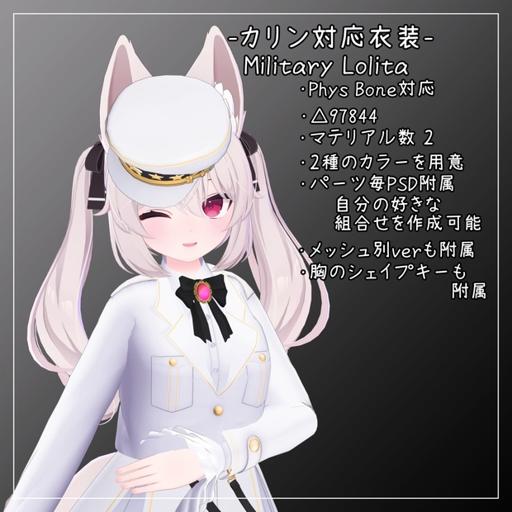 -カリン対応衣装-
Military Lolita
・Phys Bone対応
・△97844
・マテリアル数 2
・2種のカラーを用意
・パーツ毎PSD附属
自分の好きな
組合せを作成可能
・メッシュ別verも附属
・胸のシェイプキーも
附属